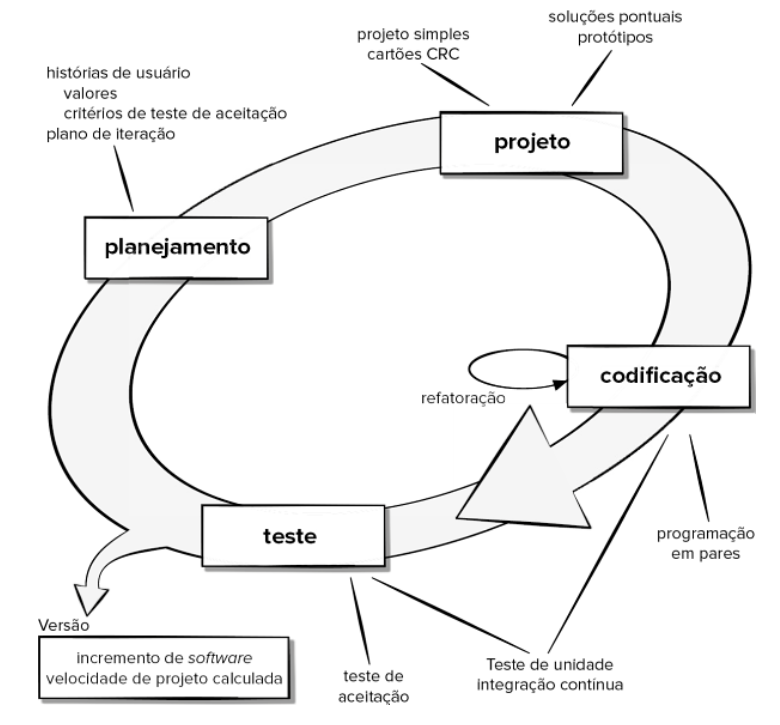 soluções pontuais
protótipos
projeto simples
cartões CRC
histórias de usuário
valores
critérios de teste de aceitação
plano de iteração
projeto
planejamento
codificação
refatoração
teste
programação
em pares
Versão
incremento de software
velocidade de projeto calculada
teste de
aceitação
Teste de unidade
integração contínua